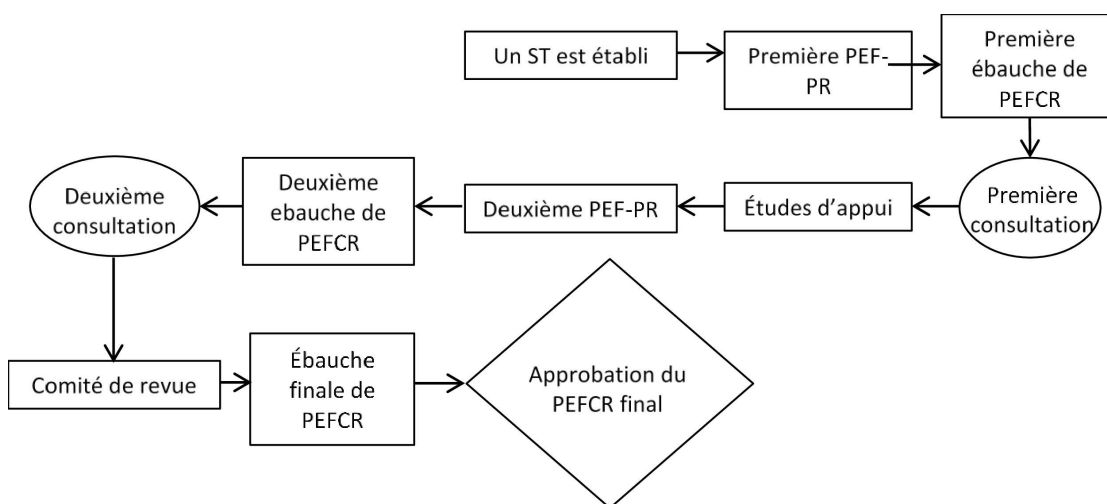 Un ST est établi
Première PEF-
PR
Première
ébauche de
PEFCR
Première
consultation
Études d'appui
Deuxième PEF-PR
Deuxième
ebauche de
PEFCR
Deuxième
consultation
Comité de revue
Ébauche
finale de
PEFCR
Approbation du
PEFCR final